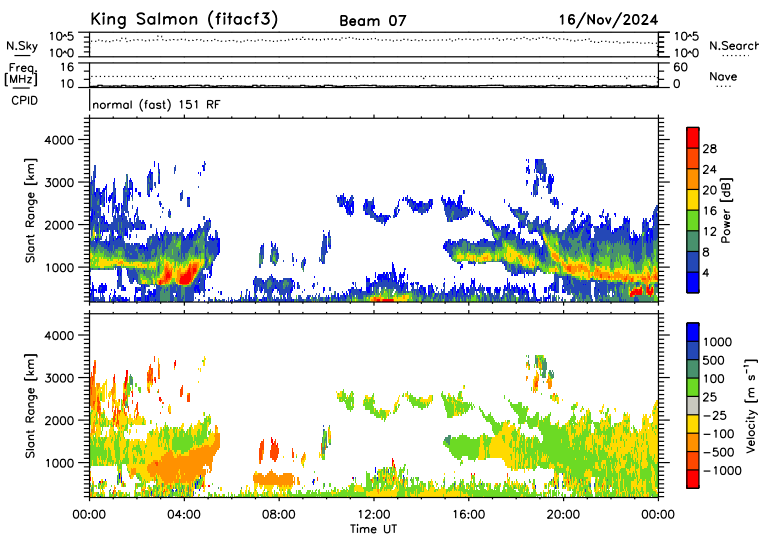 King Salmon (fitacf3) Beam 07 16/Nov/2024
N.Sky 10^5 10^0 10^5 10^0 N.Search
Freq. [MHz] 16 10 60 0 Nave
CPID normal (fast) 151 RF
Slant Range [km] 4000 3000 2000 1000
Power [dB] 28 24 20 16 12 8 4
Slant Range [km] 4000 3000 2000 1000
Velocity [m s⁻¹] 1000 500 100 25 −25 −100 −500 −1000
00:00 04:00 08:00 12:00 16:00 20:00 00:00
Time UT